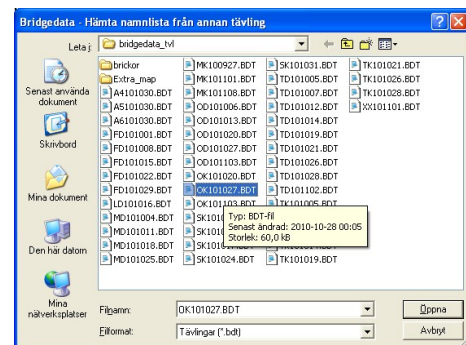 Bridgedata - Hämta namnlista från annan tävling
Leta i:
bridgedata_tvl
Senast använda
dokument
Skrivbord
Mina dokument
Den här datorn
Mina
nätverksplatser
brickor
Extra_map
A4101030.BDT
A5101030.BDT
A6101030.BDT
FD101001.BDT
FD101008.BDT
FD101015.BDT
FD101022.BDT
FD101029.BDT
LD101016.BDT
MD101004.BDT
MD101011.BDT
MD101018.BDT
MD101025.BDT
MK100927.BDT
MK101101.BDT
MK101108.BDT
OD101006.BDT
OD101013.BDT
OD101020.BDT
OD101027.BDT
OD101103.BDT
OK101020.BDT
OK101027.BDT
OK101103.BDT
SK1010
SK1010
SK101024.BDT
SK101031.BDT
TD101005.BDT
TD101007.BDT
TD101012.BDT
TD101014.BDT
TD101019.BDT
TD101021.BDT
TD101026.BDT
TD101028.BDT
TD101102.BDT
TK101005.BDT
TK101019.BDT
TK101021.BDT
TK101026.BDT
TK101028.BDT
XX101101.BDT
Typ: BDT-fil
Senast ändrad: 2010-10-28 00:05
Storlek: 60,0 kB
Filnamn:
OK101027.BDT
Öppna
Filformat:
Tävlingar (*.bdt)
Avbryt